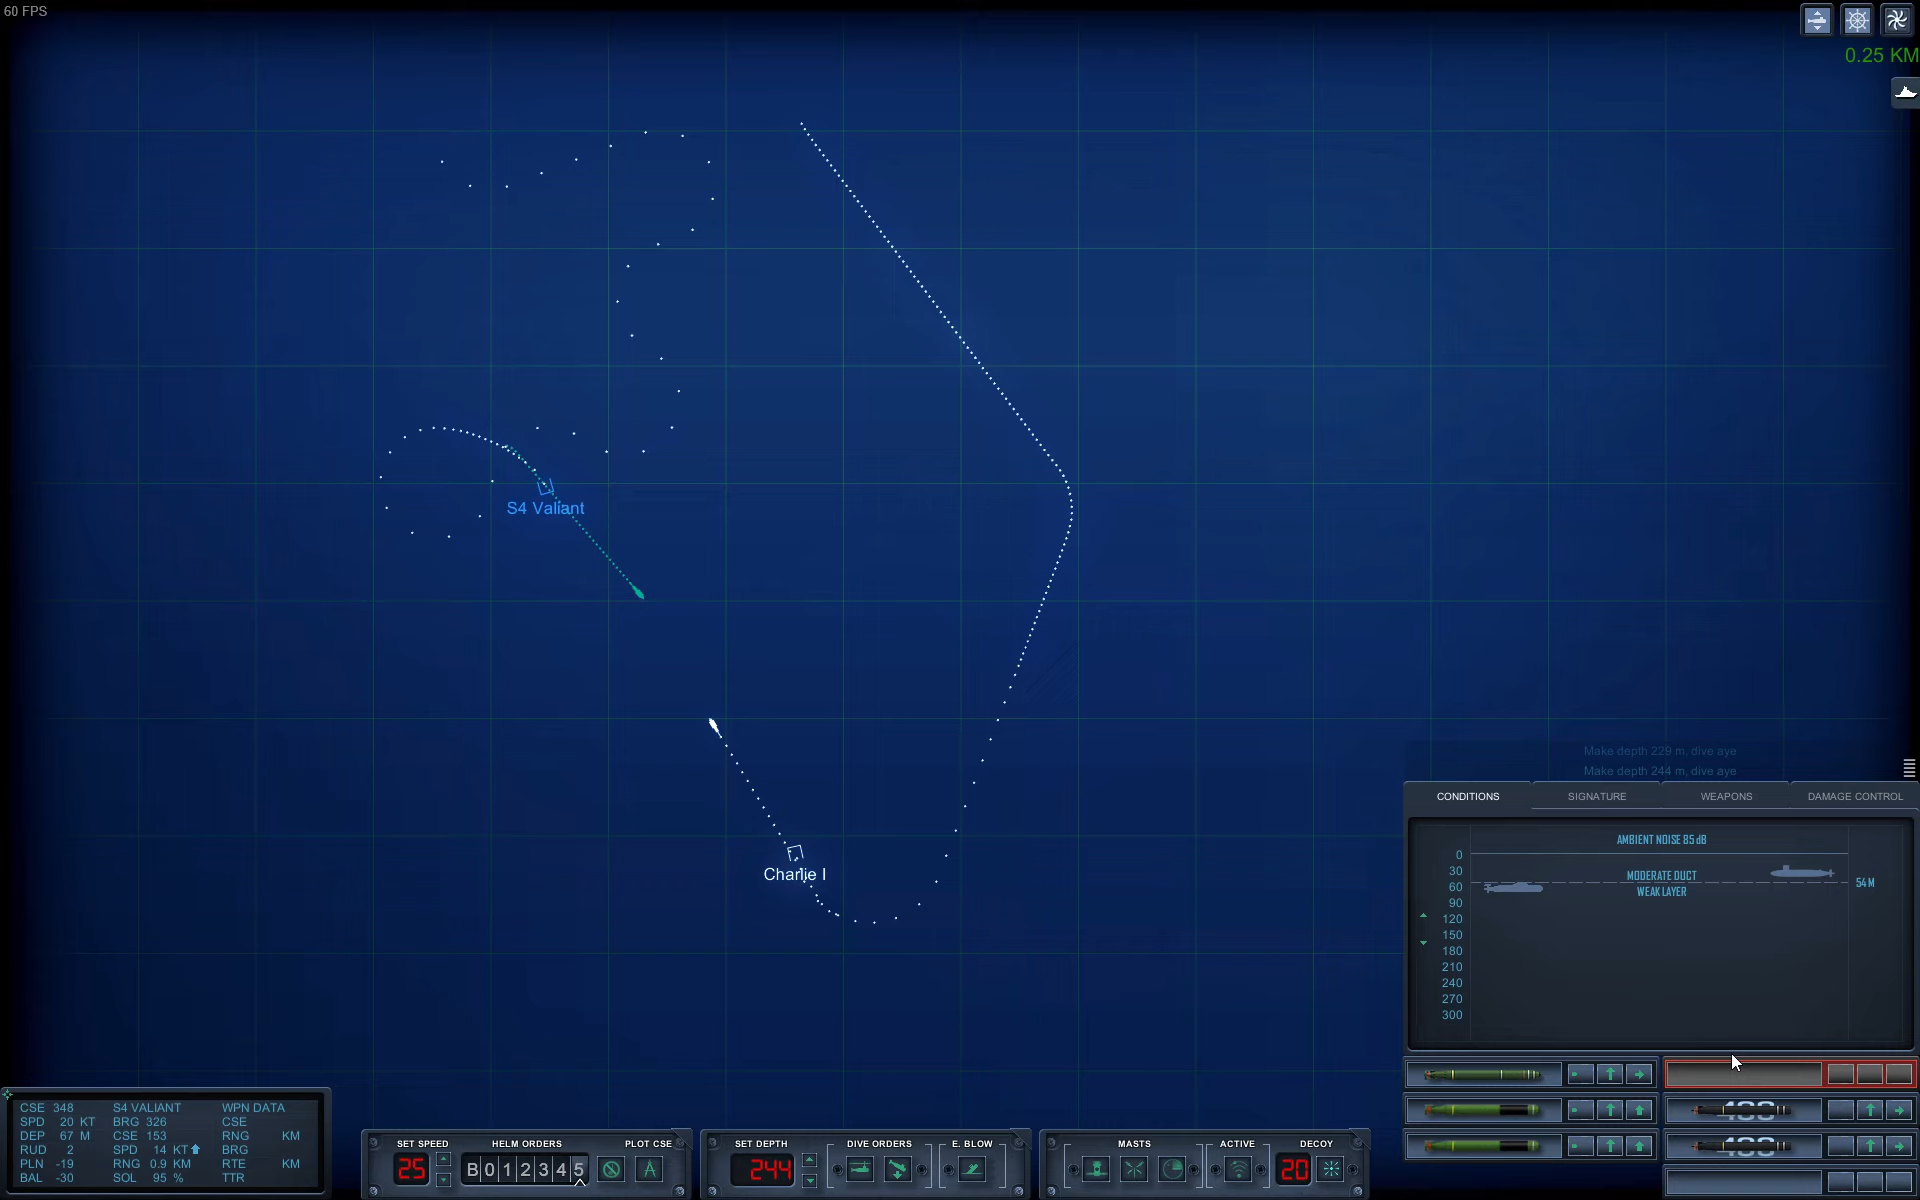 60 FPS
0.25 KM
S4 Valiant
Charlie I
Make depth 229 m, dive aye
Make depth 244 m, dive aye
CONDITIONS SIGNATURE WEAPONS DAMAGE CONTROL
AMBIENT NOISE 85 dB
0
30
60
90
120
150
180
210
240
270
300
MODERATE DUCT
WEAK LAYER
54 M
CSE 348 S4 VALIANT WPN DATA
SPD 20 KT BRG 326 CSE
DEP 67 M CSE 153 RNG KM
RUD 2 SPD 14 KT BRG
PLN -19 RNG 0.9 KM RTE KM
BAL -30 SOL 95 % TTR
SET SPEED HELM ORDERS PLOT CSE
25 B 0 1 2 3 4 5
SET DEPTH DIVE ORDERS E. BLOW
244
MASTS ACTIVE DECOY
20